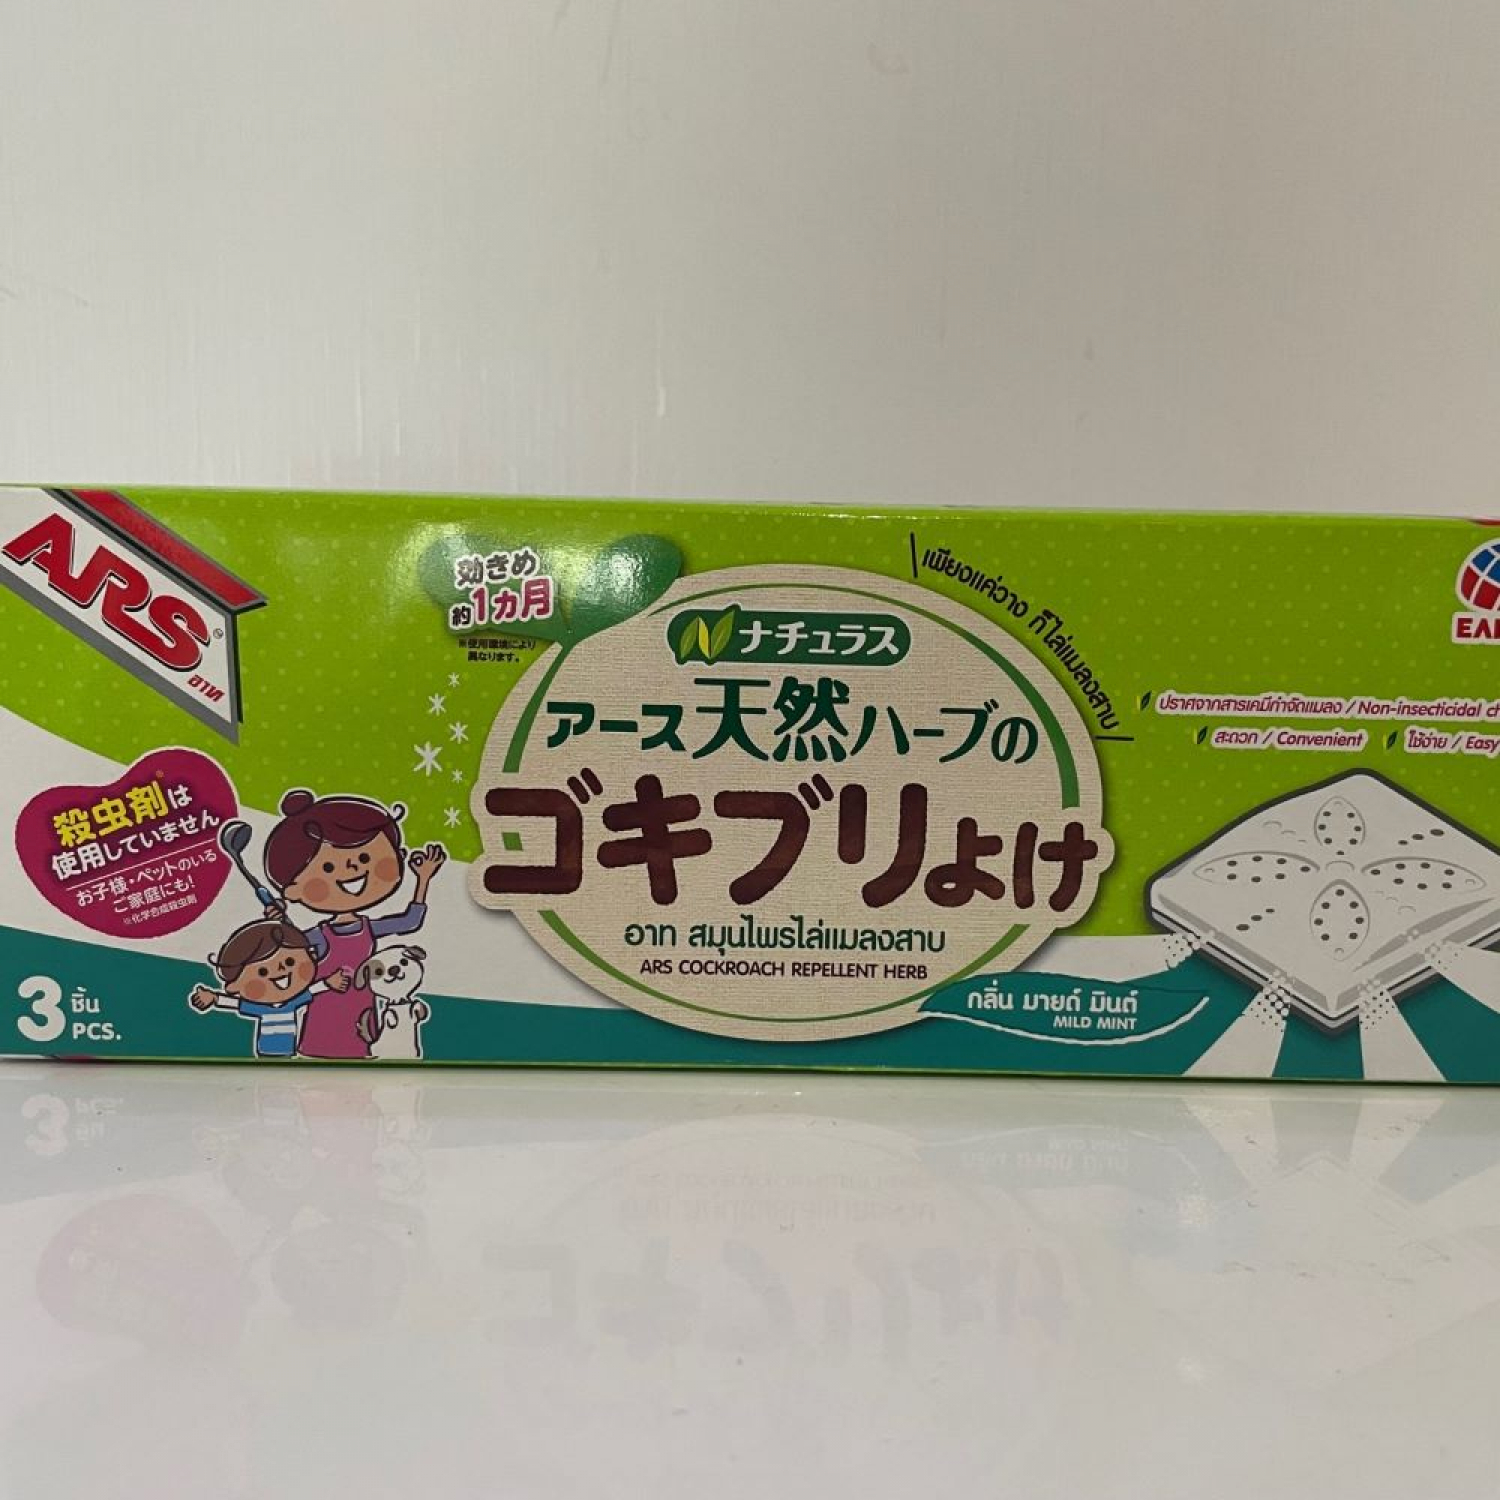 ARS®
อาท
効きめ
約1カ月
※使用環境により
異なります。
ナチュラス
アース天然ハーブの
ゴキブリよけ
อาท สมุนไพรไล่แมลงสาบ
ARS COCKROACH REPELLENT HERB
เพียงแค่วาง ก็ไล่แมลงสาบ
ปราศจากสารเคมีกำจัดแมลง / Non-insecticidal
สะดวก / Convenient
ใช้ง่าย / Easy
殺虫剤※は
使用していません
お子様・ペットのいる
ご家庭にも!
※化学合成殺虫剤
3 ชิ้น
PCS.
กลิ่น มายด์ มินต์
MILD MINT